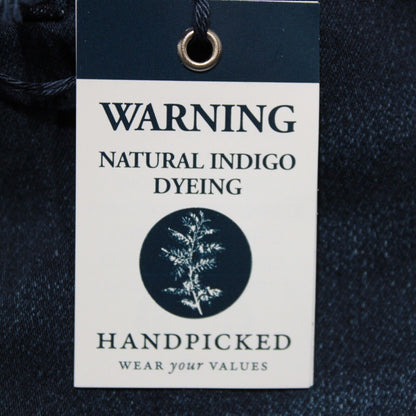 WARNING
NATURAL INDIGO
DYEING
HANDPICKED
WEAR your VALUES